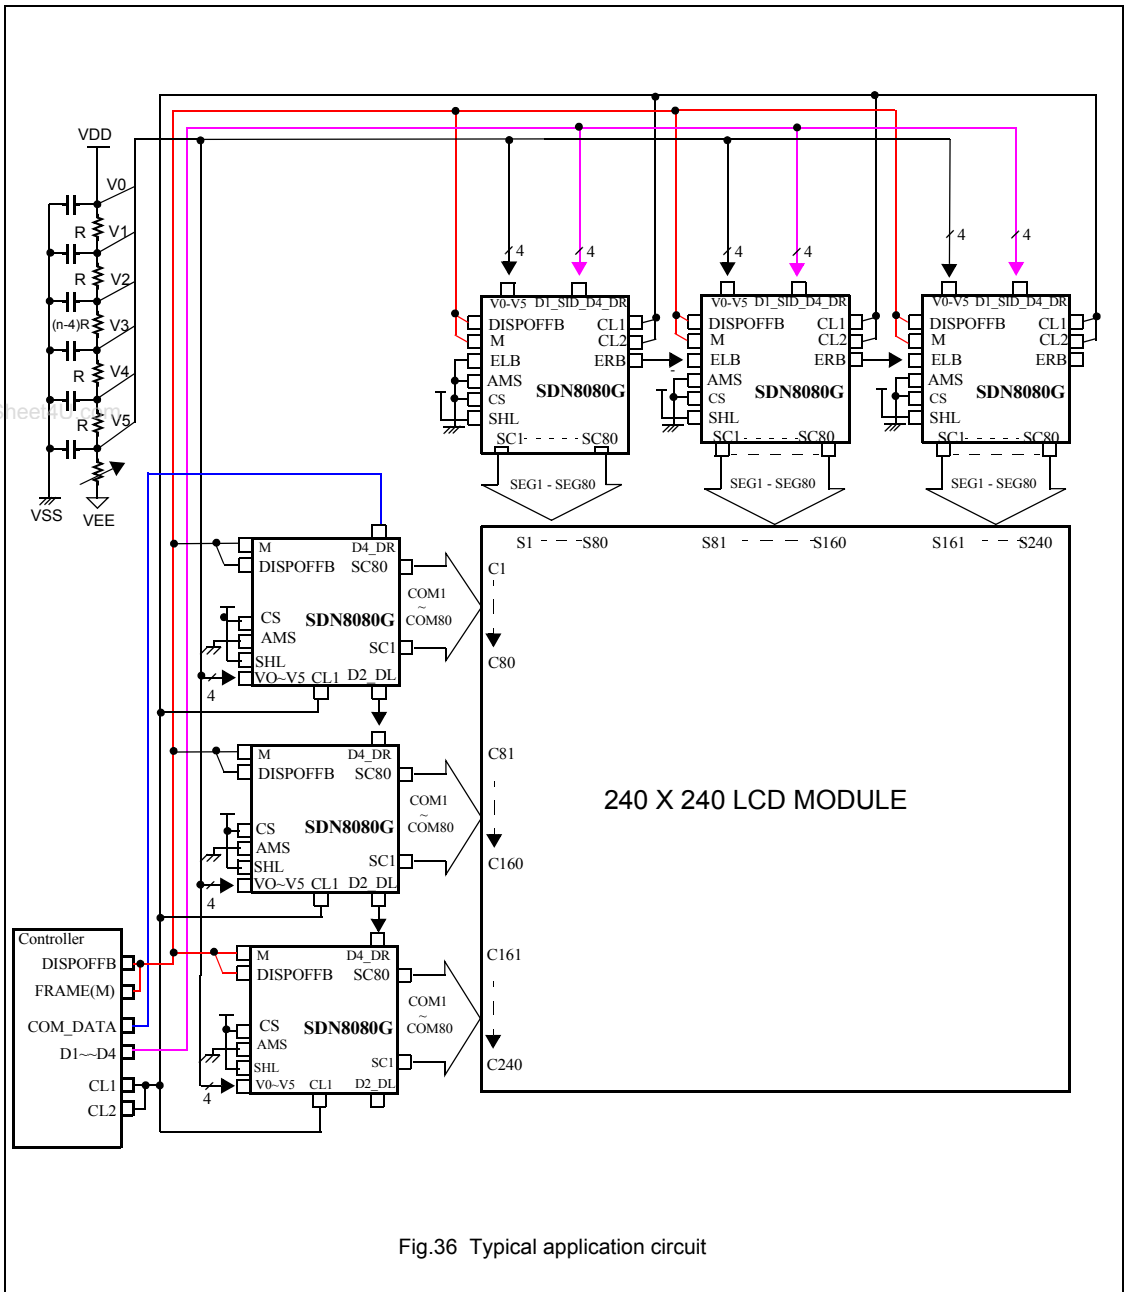 VDD
V0
R
V1
R
V2
(n-4)R
V3
R
V4
R
V5
VSS
VEE
4
4
4
4
4
4
V0-V5 D1_SID_D4_DR
DISPOFFB
M
ELB
AMS
CS
SHL
CL1
CL2
ERB
SDN8080G
SC1 - - - - - SC80
V0-V5 D1_SID_D4_DR
DISPOFFB
M
ELB
AMS
CS
SHL
CL1
CL2
ERB
SDN8080G
SC1 - - - - - SC80
V0-V5 D1_SID_D4_DR
DISPOFFB
M
ELB
AMS
CS
SHL
CL1
CL2
ERB
SDN8080G
SC1 - - - - - SC80
SEG1 - SEG80
SEG1 - SEG80
SEG1 - SEG80
S1 - - - S80
S81 - - - S160
S161 - - - S240
M
D4_DR
DISPOFFB
SC80
CS
SDN8080G
AMS
SC1
SHL
VO~V5 CL1 D2_DL
4
COM1
~
COM80
C1
C80
M
D4_DR
DISPOFFB
SC80
CS
SDN8080G
AMS
SC1
SHL
VO~V5 CL1 D2_DL
4
COM1
~
COM80
C81
C160
240 X 240 LCD MODULE
M
D4_DR
DISPOFFB
SC80
CS
SDN8080G
AMS
SC1
SHL
V0~V5 CL1 D2_DL
4
COM1
~
COM80
C161
C240
Controller
DISPOFFB
FRAME(M)
COM_DATA
D1~~D4
CL1
CL2
Fig.36 Typical application circuit